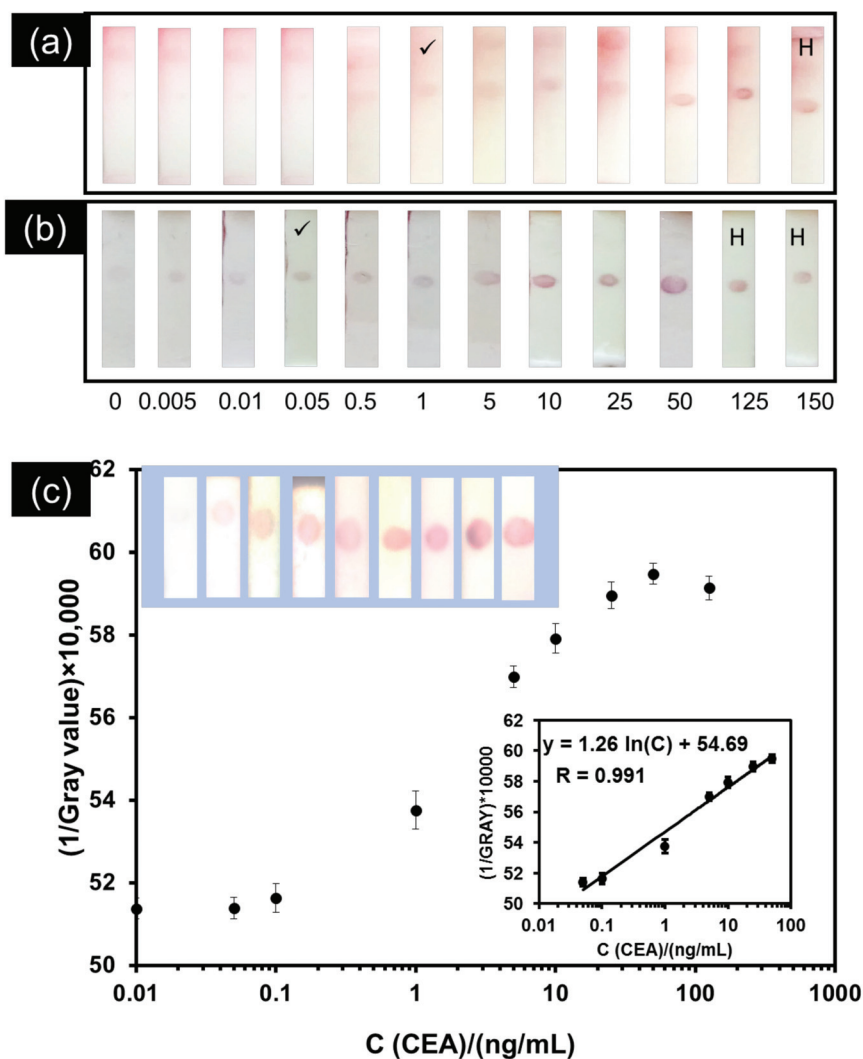 (a)
✓ H
(b)
✓ H H
0 0.005 0.01 0.05 0.5 1 5 10 25 50 125 150
(c)
62
60
58
56
54
52
50
0.01 0.1 1 10 100 1000
(1/Gray value)×10,000
C (CEA)/(ng/mL)
y = 1.26 ln(C) + 54.69
R = 0.991
62
60
58
56
54
52
50
0.01 0.1 1 10 100
(1/GRAY)*10000
C (CEA)/(ng/mL)